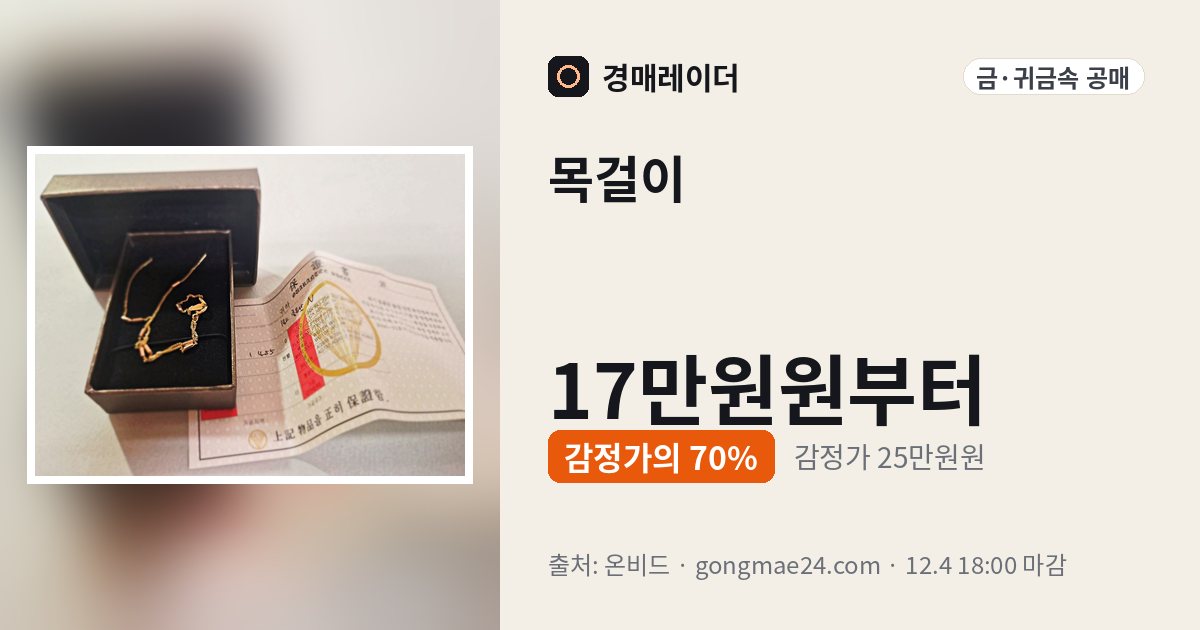 경매레이더
금·귀금속 공매
목걸이
17만원원부터
감정가의 70%
감정가 25만원원
출처: 온비드 · gongmae24.com · 12.4 18:00 마감
上記 物品을 正히 保證함.